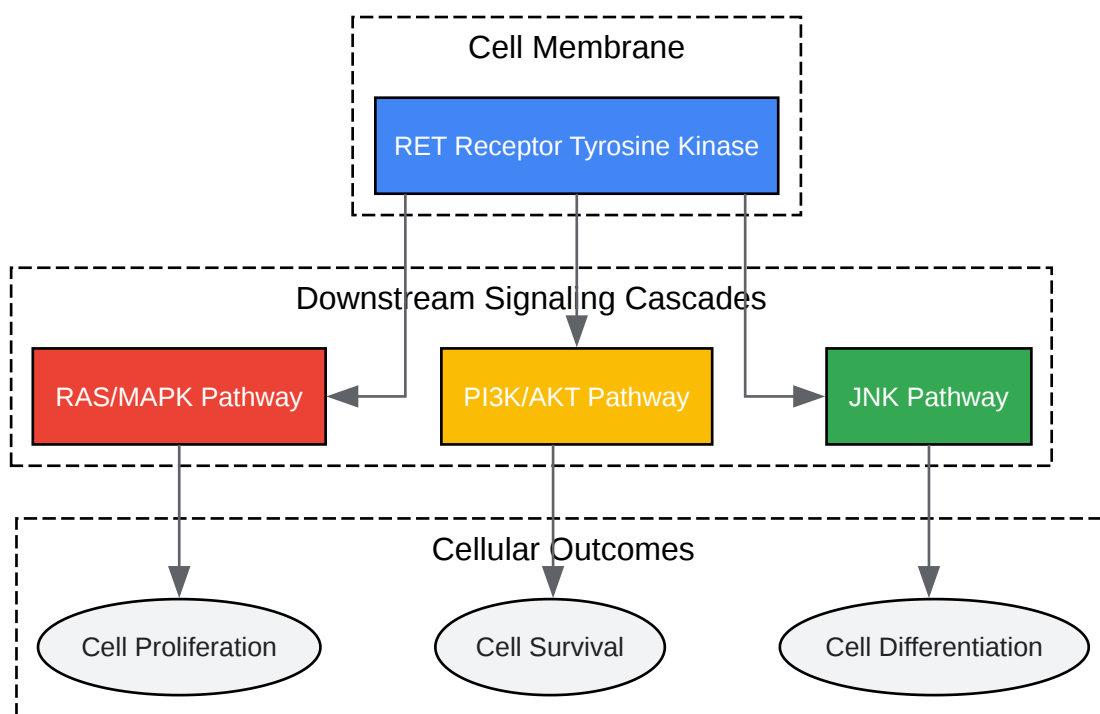 Cell Membrane
RET Receptor Tyrosine Kinase
Downstream Signaling Cascades
RAS/MAPK Pathway
PI3K/AKT Pathway
JNK Pathway
Cellular Outcomes
Cell Proliferation
Cell Survival
Cell Differentiation